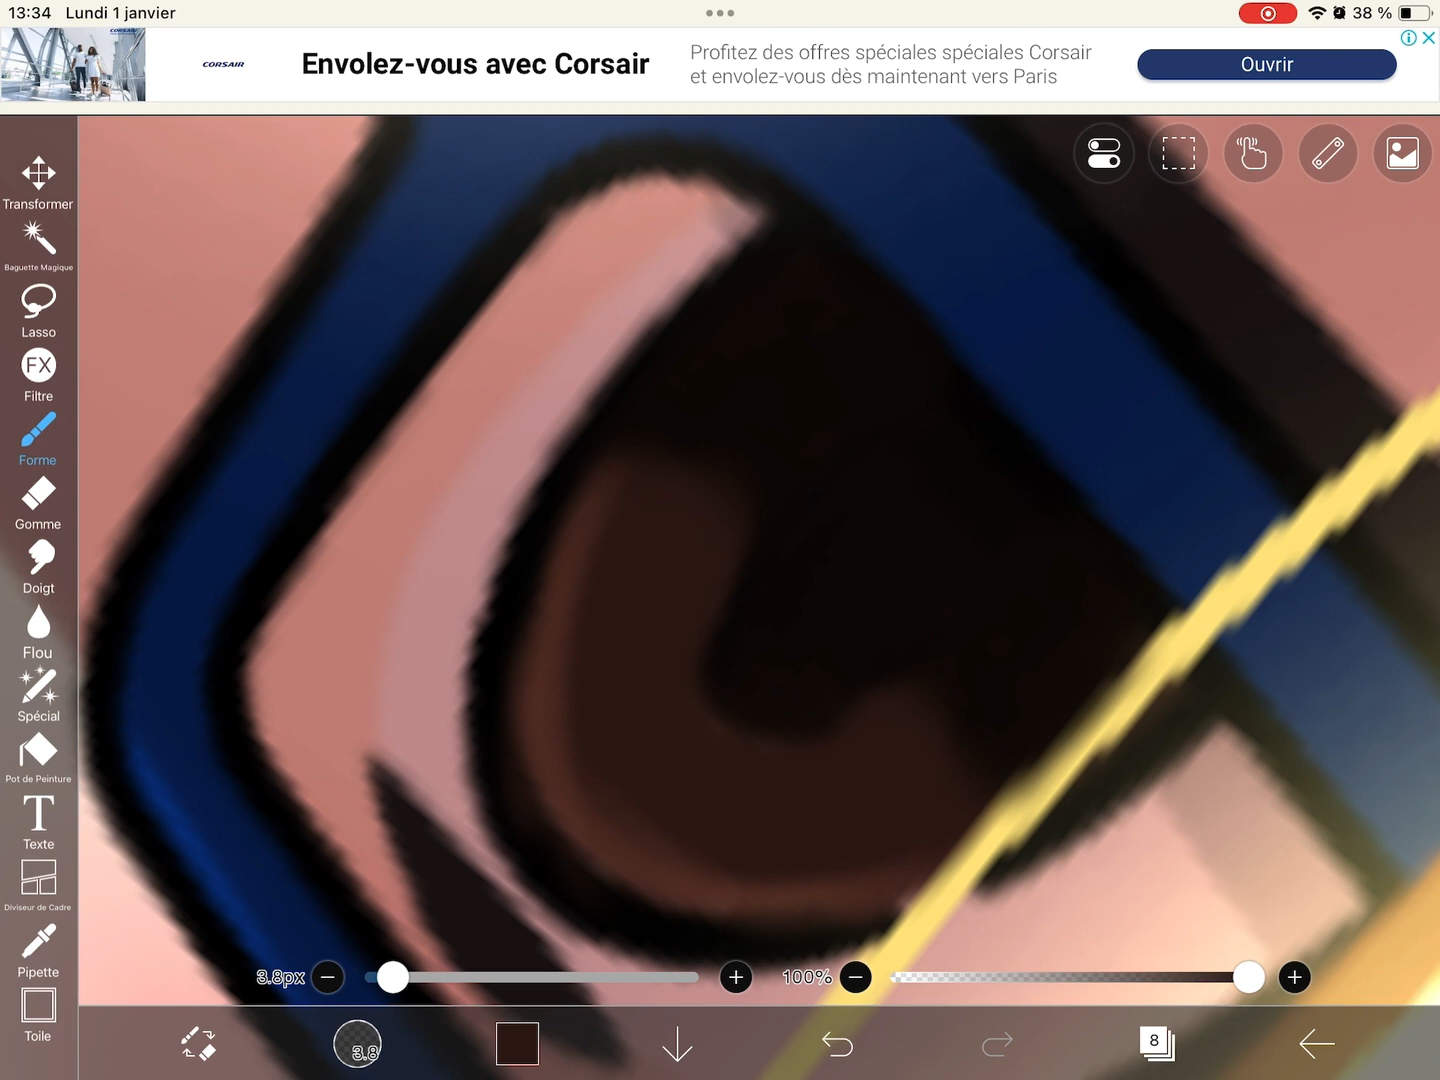 13:34 Lundi 1 janvier
38 %
CORSAIR
CORSAIR
Envolez-vous avec Corsair
Profitez des offres spéciales spéciales Corsair
et envolez-vous dès maintenant vers Paris
Ouvrir
Transformer
Baguette Magique
Lasso
FX
Filtre
Forme
Gomme
Doigt
Flou
Spécial
Pot de Peinture
T
Texte
Diviseur de Cadre
Pipette
Toile
3.8px
100%
3.8
8